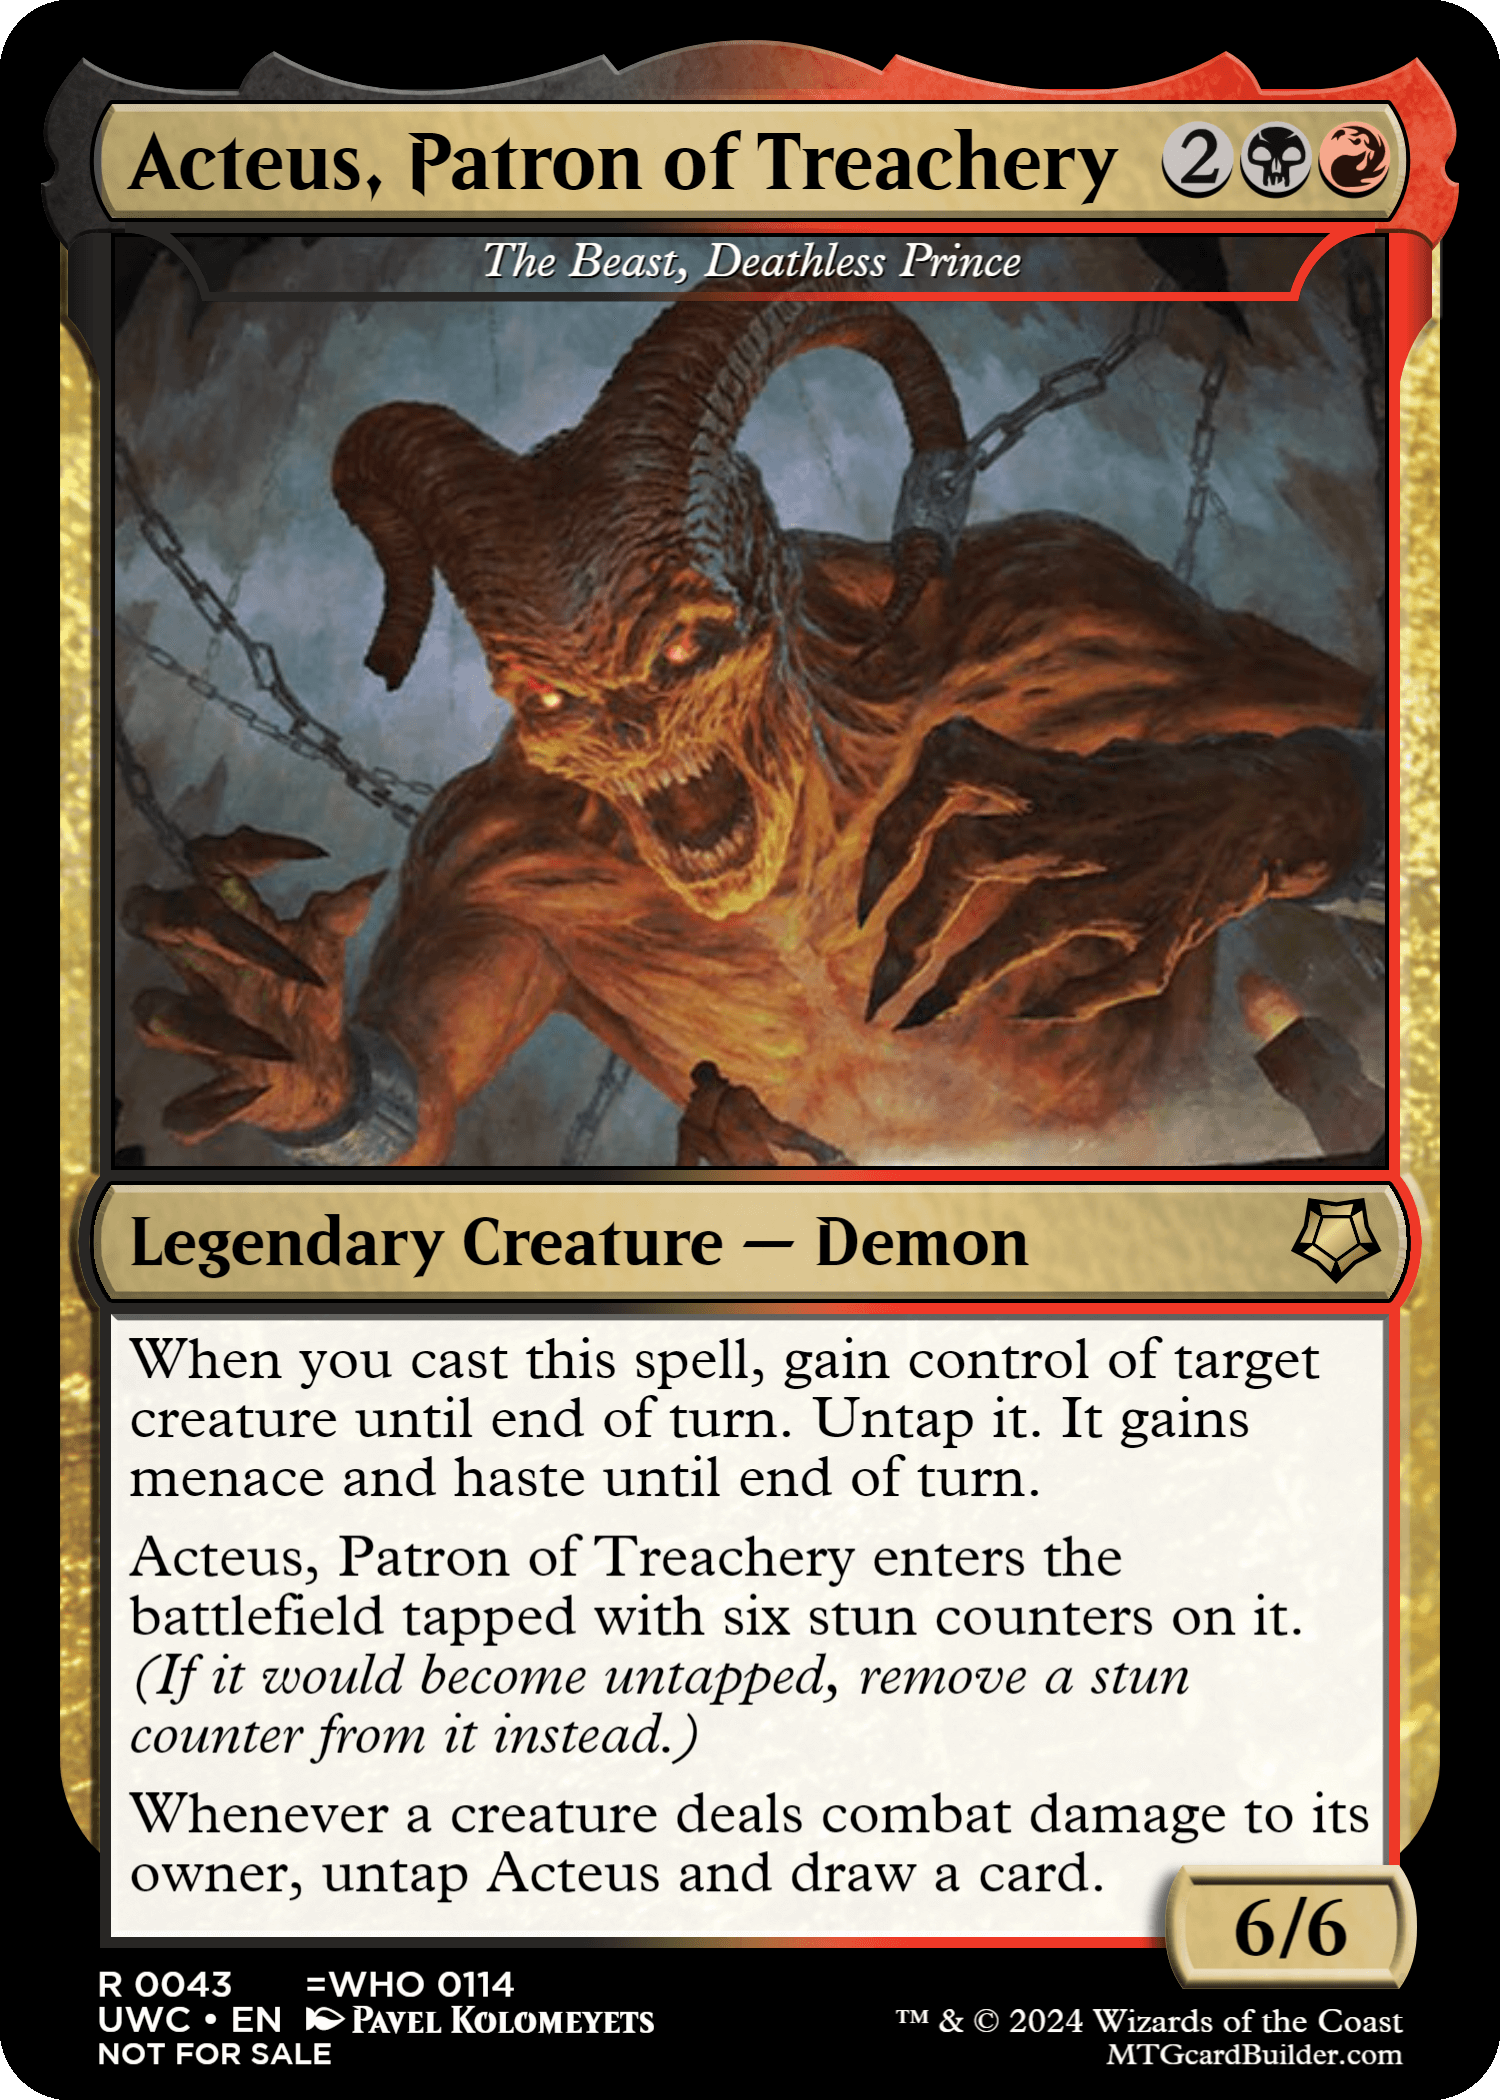 Acteus, Patron of Treachery 2
The Beast, Deathless Prince
Legendary Creature — Demon
When you cast this spell, gain control of target
creature until end of turn. Untap it. It gains
menace and haste until end of turn.
Acteus, Patron of Treachery enters the
battlefield tapped with six stun counters on it.
(If it would become untapped, remove a stun
counter from it instead.)
Whenever a creature deals combat damage to its
owner, untap Acteus and draw a card.
6/6
R 0043 =WHO 0114
UWC • EN PAVEL KOLOMEYETS
NOT FOR SALE
™ & © 2024 Wizards of the Coast
MTGcardBuilder.com